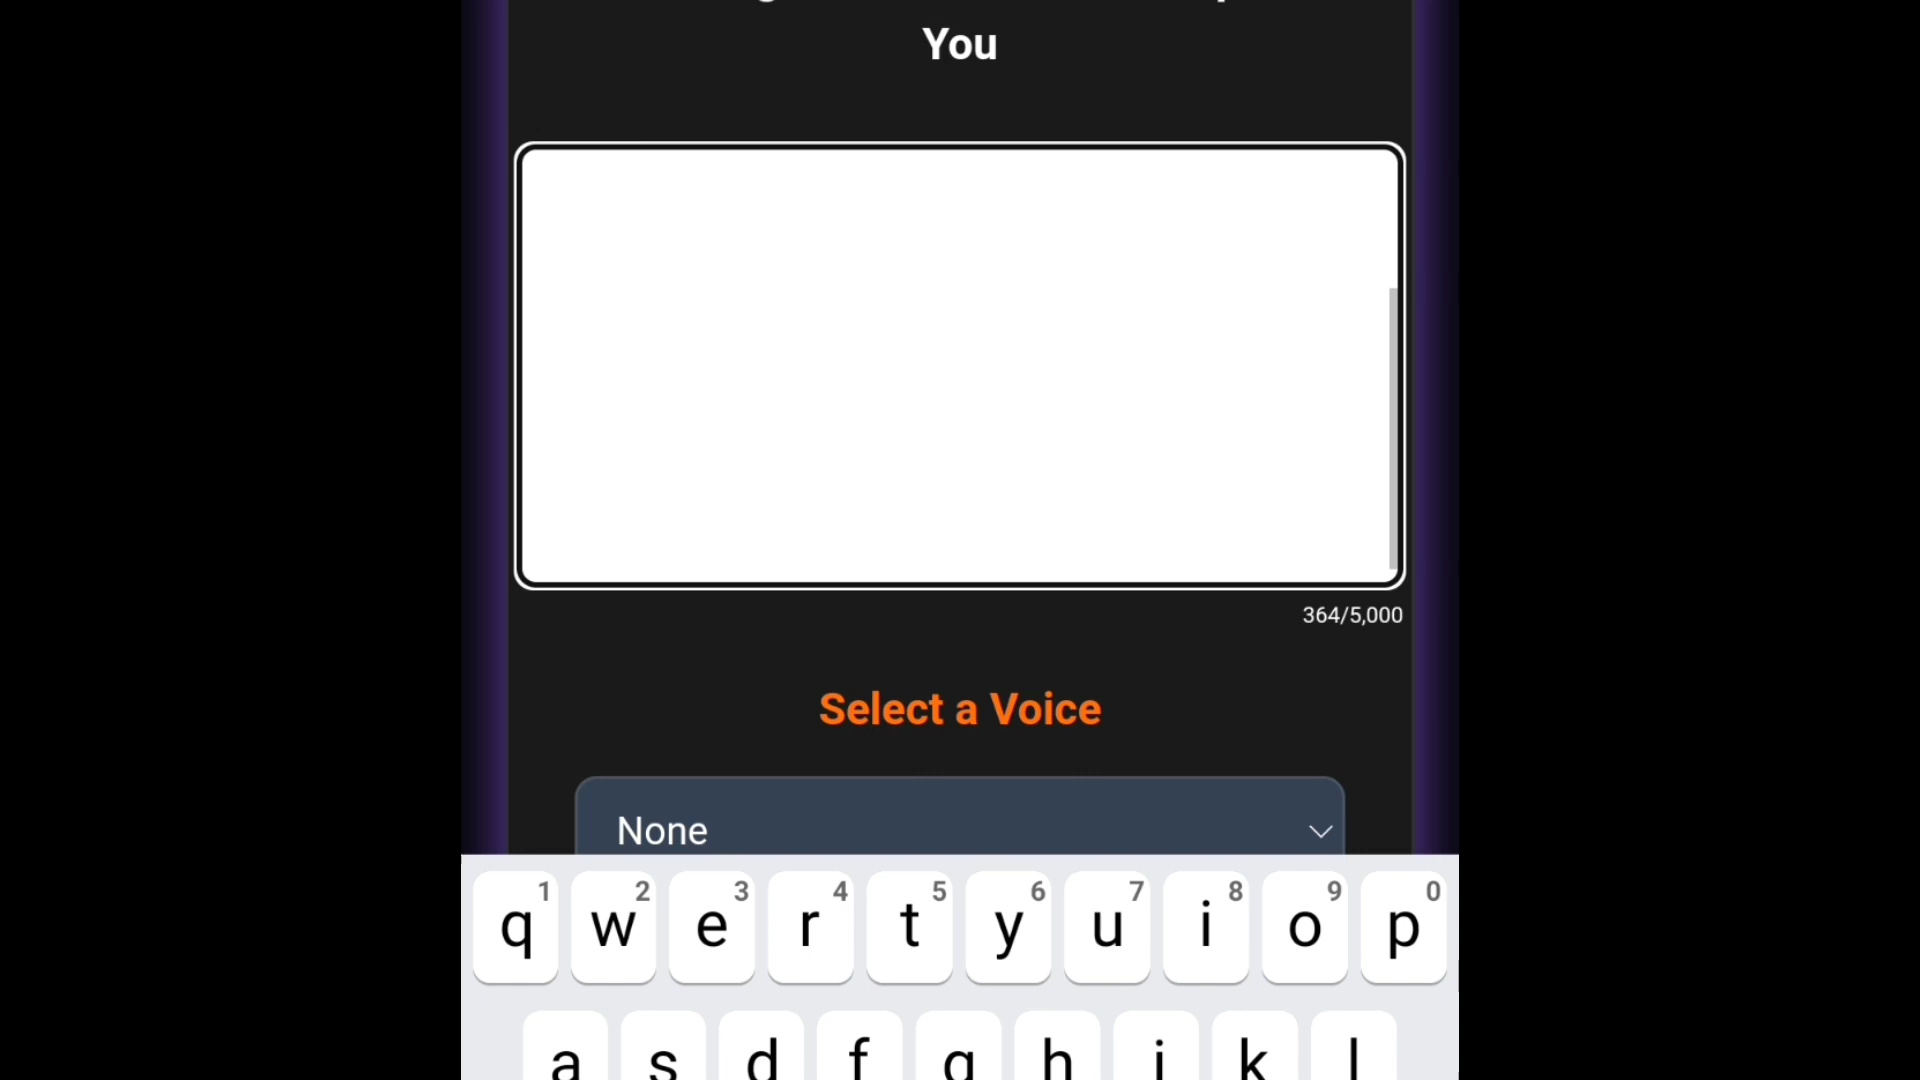 You
364/5,000
Select a Voice
None
q 1 w 2 e 3 r 4 t 5 y 6 u 7 i 8 o 9 p 0
a s d f g h j k l